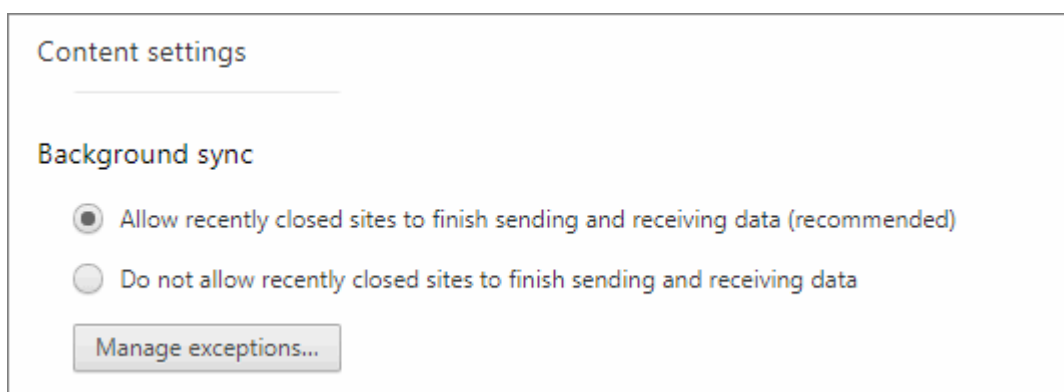 Content settings
Background sync
Allow recently closed sites to finish sending and receiving data (recommended)
Do not allow recently closed sites to finish sending and receiving data
Manage exceptions...